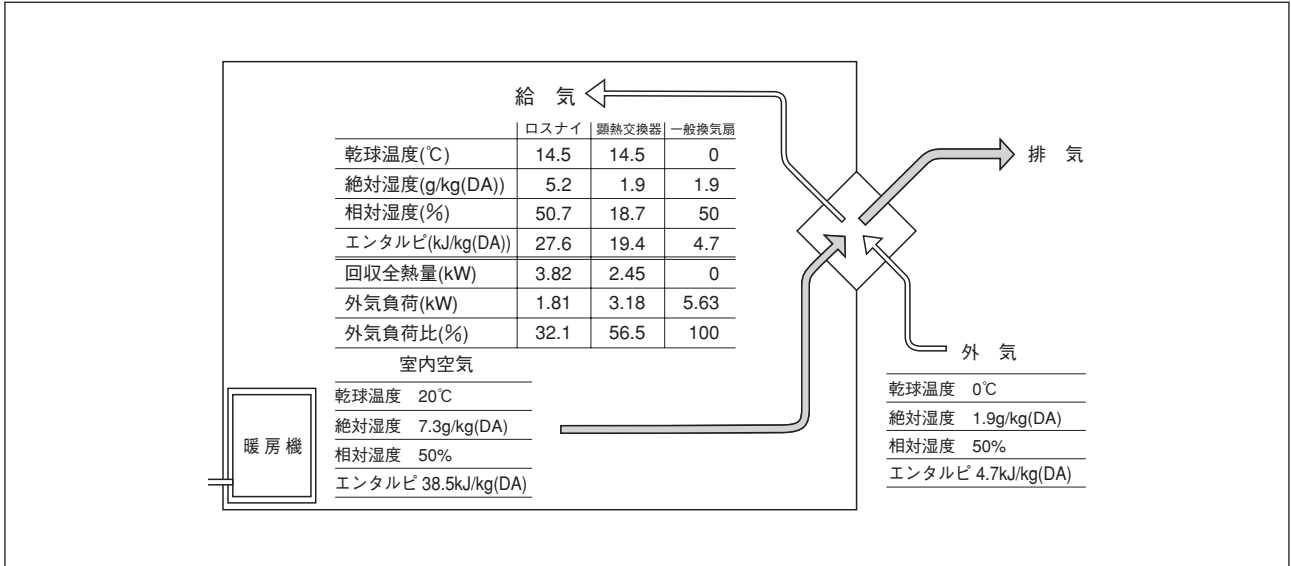 給 気
ロスナイ 顕熱交換器 一般換気扇
乾球温度(℃) 14.5 14.5 0
絶対湿度(g/kg(DA)) 5.2 1.9 1.9
相対湿度(%) 50.7 18.7 50
エンタルピ(kJ/kg(DA)) 27.6 19.4 4.7
回収全熱量(kW) 3.82 2.45 0
外気負荷(kW) 1.81 3.18 5.63
外気負荷比(%) 32.1 56.5 100
排 気
室内空気
乾球温度 20℃
絶対湿度 7.3g/kg(DA)
相対湿度 50%
エンタルピ 38.5kJ/kg(DA)
暖房機
外 気
乾球温度 0℃
絶対湿度 1.9g/kg(DA)
相対湿度 50%
エンタルピ 4.7kJ/kg(DA)